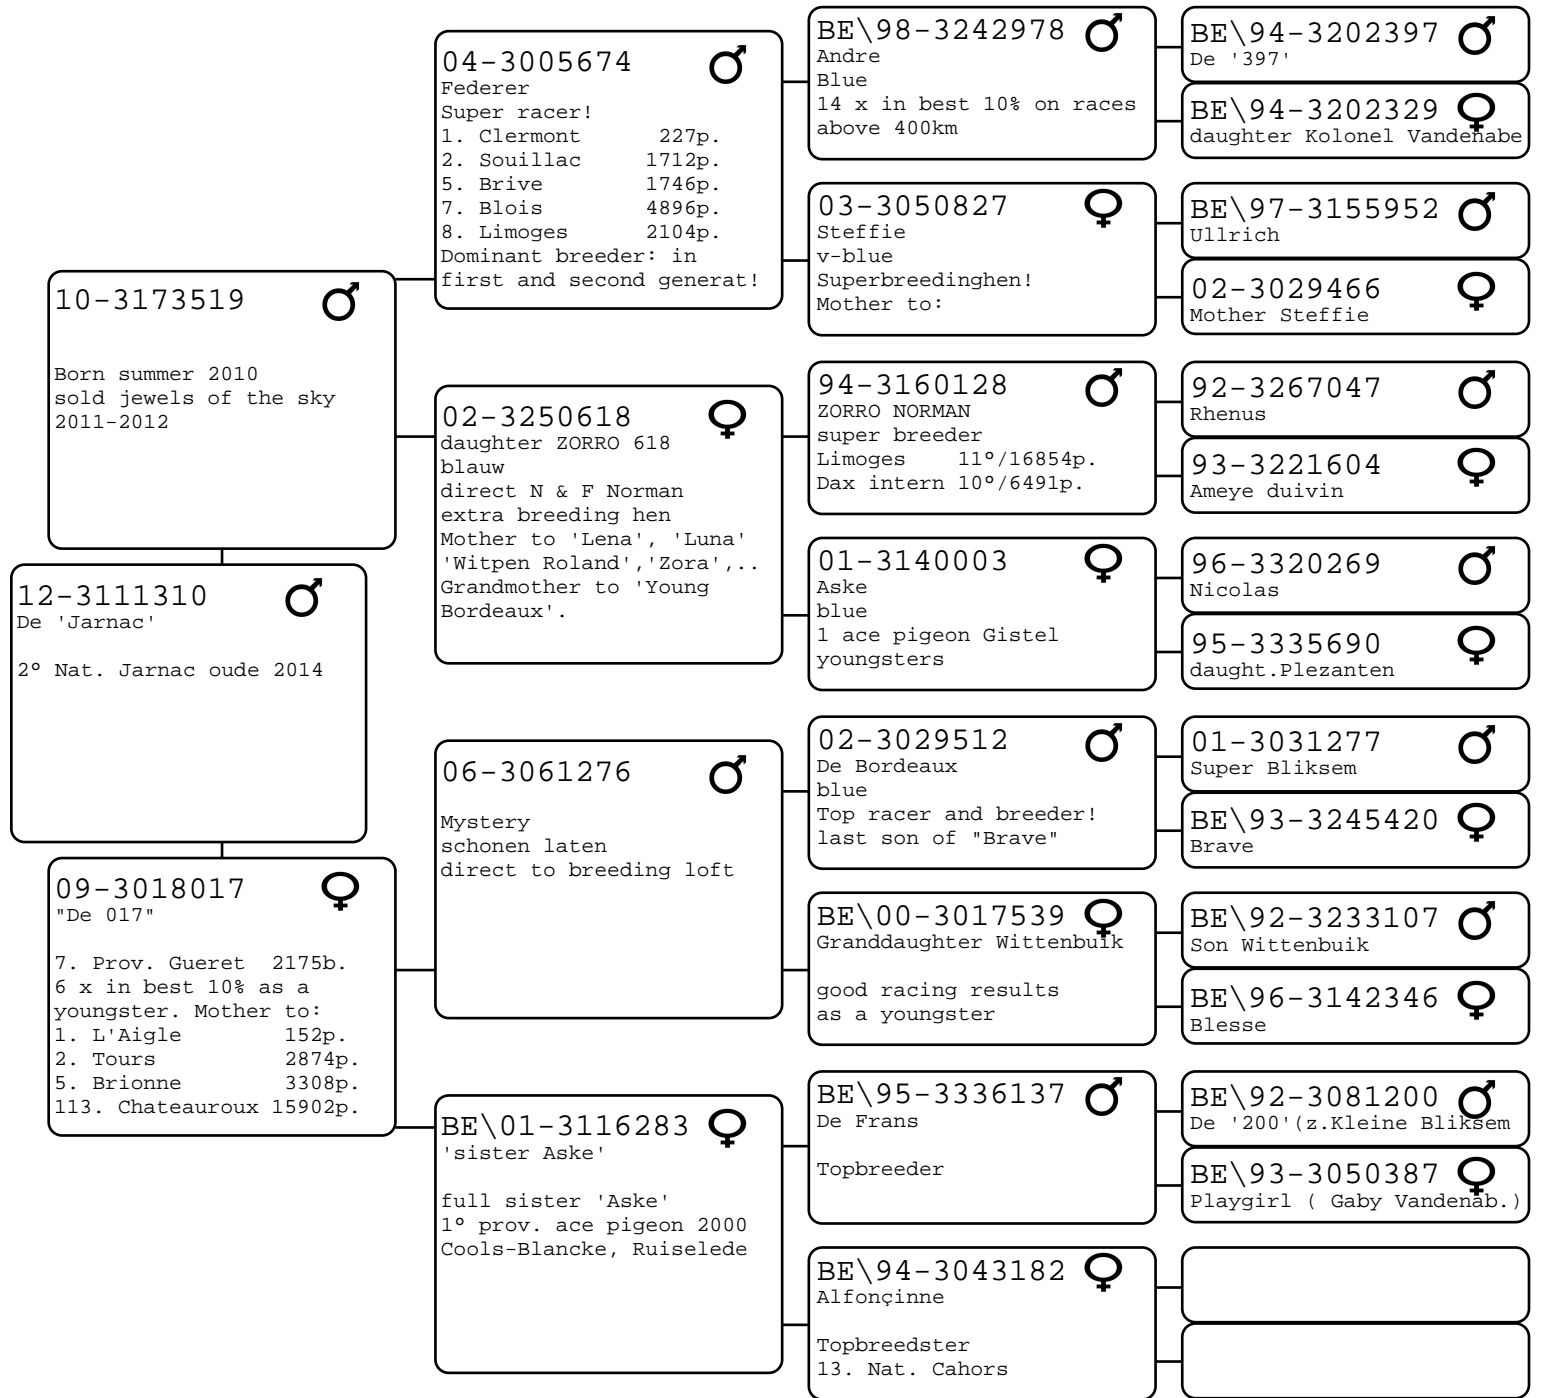 12-3111310
De 'Jarnac'
2° Nat. Jarnac oude 2014
10-3173519
Born summer 2010
sold jewels of the sky
2011-2012
09-3018017
"De 017"
7. Prov. Gueret 2175b.
6 x in best 10% as a
youngster. Mother to:
1. L'Aigle 152p.
2. Tours 2874p.
5. Brionne 3308p.
113. Chateauroux 15902p.
04-3005674
Federer
Super racer!
1. Clermont 227p.
2. Souillac 1712p.
5. Brive 1746p.
7. Blois 4896p.
8. Limoges 2104p.
Dominant breeder: in
first and second generat!
02-3250618
daughter ZORRO 618
blauw
direct N & F Norman
extra breeding hen
Mother to 'Lena', 'Luna'
'Witpen Roland','Zora',..
Grandmother to 'Young
Bordeaux'.
06-3061276
Mystery
schonen laten
direct to breeding loft
BE\01-3116283
'sister Aske'
full sister 'Aske'
1° prov. ace pigeon 2000
Cools-Blancke, Ruiselede
BE\98-3242978
Andre
Blue
14 x in best 10% on races
above 400km
03-3050827
Steffie
v-blue
Superbreedinghen!
Mother to:
94-3160128
ZORRO NORMAN
super breeder
Limoges 11°/16854p.
Dax intern 10°/6491p.
01-3140003
Aske
blue
1 ace pigeon Gistel
youngsters
02-3029512
De Bordeaux
blue
Top racer and breeder!
last son of "Brave"
BE\00-3017539
Granddaughter Wittenbuik
good racing results
as a youngster
BE\95-3336137
De Frans
Topbreeder
BE\94-3043182
Alfonçinne
Topbreedster
13. Nat. Cahors
BE\94-3202397
De '397'
BE\94-3202329
daughter Kolonel Vandenabe
BE\97-3155952
Ullrich
02-3029466
Mother Steffie
92-3267047
Rhenus
93-3221604
Ameye duivin
96-3320269
Nicolas
95-3335690
daught.Plezanten
01-3031277
Super Bliksem
BE\93-3245420
Brave
BE\92-3233107
Son Wittenbuik
BE\96-3142346
Blesse
BE\92-3081200
De '200'(z.Kleine Bliksem
BE\93-3050387
Playgirl ( Gaby Vandenab.)